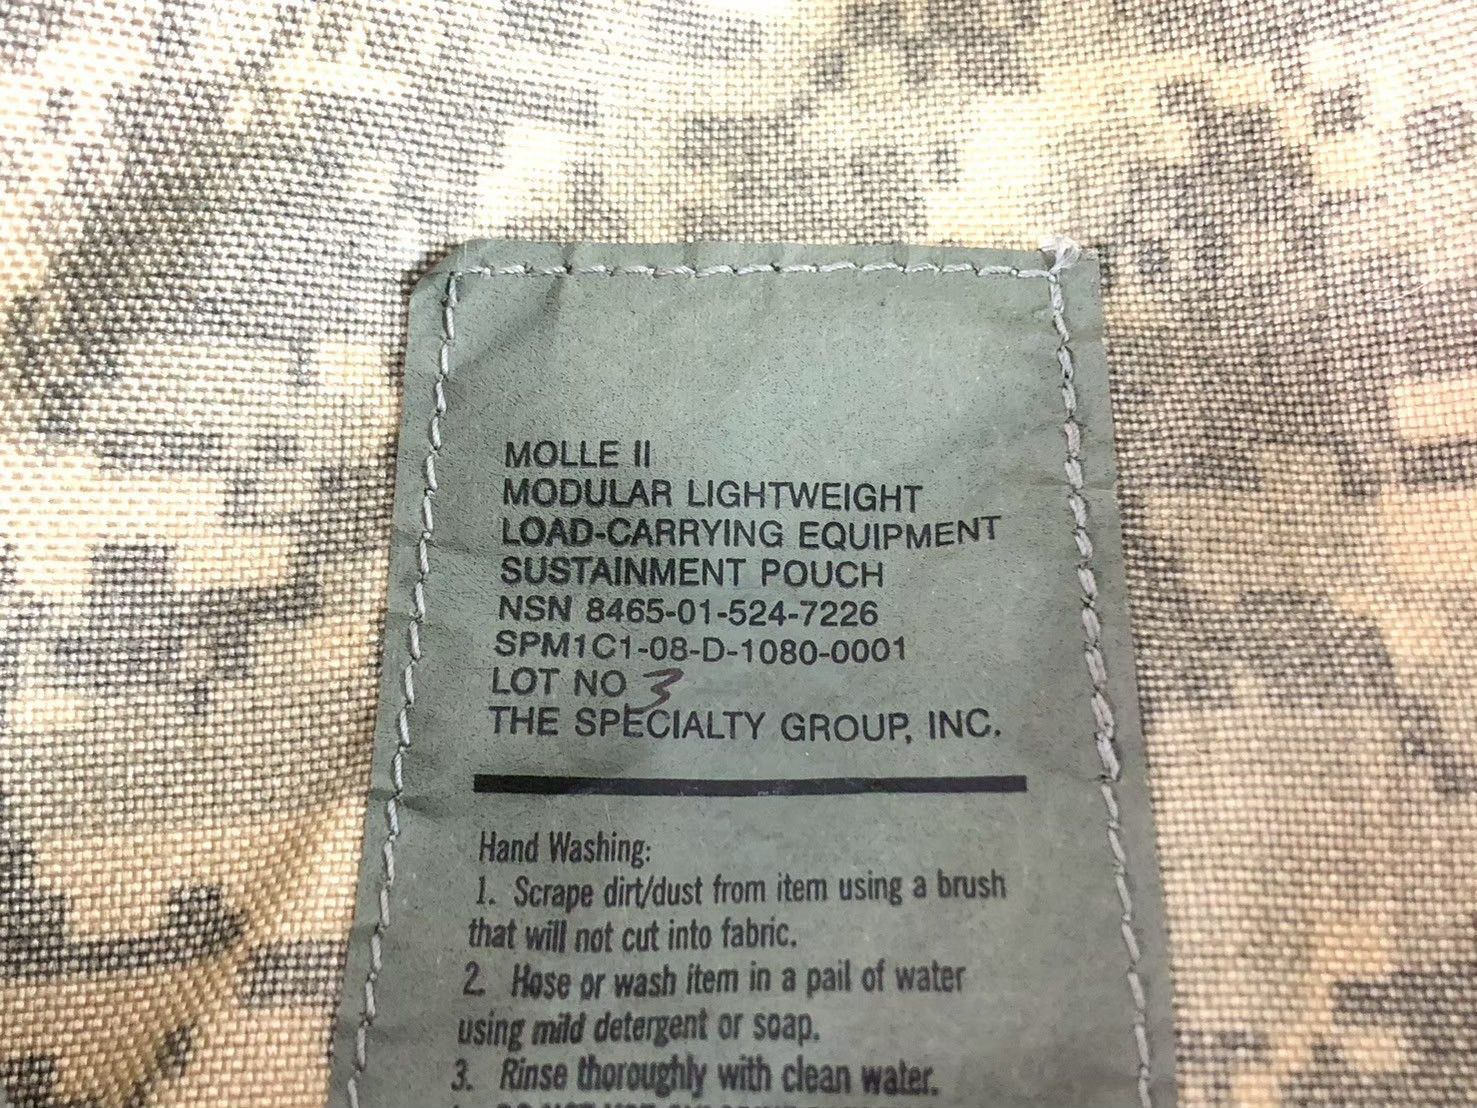 MOLLE II
MODULAR LIGHTWEIGHT
LOAD-CARRYING EQUIPMENT
SUSTAINMENT POUCH
NSN 8465-01-524-7226
SPM1C1-08-D-1080-0001
LOT NO 3
THE SPECIALTY GROUP, INC.
Hand Washing:
1. Scrape dirt/dust from item using a brush
that will not cut into fabric.
2. Hose or wash item in a pail of water
using mild detergent or soap.
3. Rinse thoroughly with clean water.